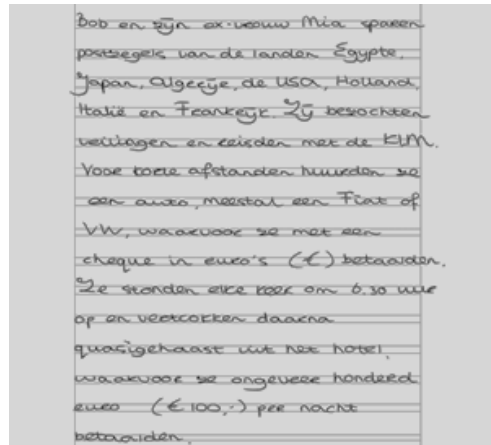 Bob en zijn ex-vrouw Mia sparen
postzegels van de landen Egypte,
Japan, Algerije, de USA, Holland,
Italië en Frankrijk. Zij bezochten
veilingen en reisden met de KLM.
Voor korte afstanden huurden ze
een auto, meestal een Fiat of
VW, waarvoor ze met een
cheque in euro's (€) betaalden.
Ze stonden elke keer om 6.30 uur
op en vertrokken daarna
quasigehaast uit het hotel,
waarvoor ze ongeveer honderd
euro (€ 100,-) per nacht
betaalden.